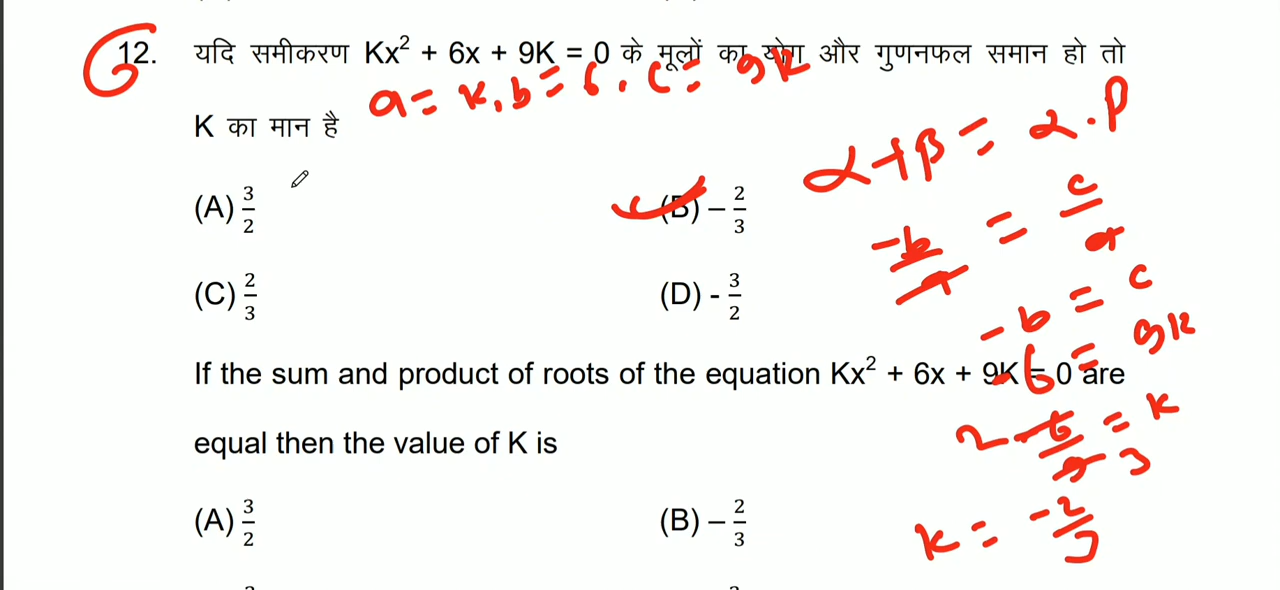 12. यदि समीकरण Kx² + 6x + 9K = 0 के मूलों का योग और गुणनफल समान हो तो
a = k, b = 6, c = 9k
K का मान है
α + β = α . β
(A) 3/2
(B) – 2/3
-b/a = c/a
(C) 2/3
(D) - 3/2
-b = c
-6 = 9k
If the sum and product of roots of the equation Kx² + 6x + 9K = 0 are
2 -6/9 3 = k
equal then the value of K is
(A) 3/2
(B) – 2/3
k = -2/3